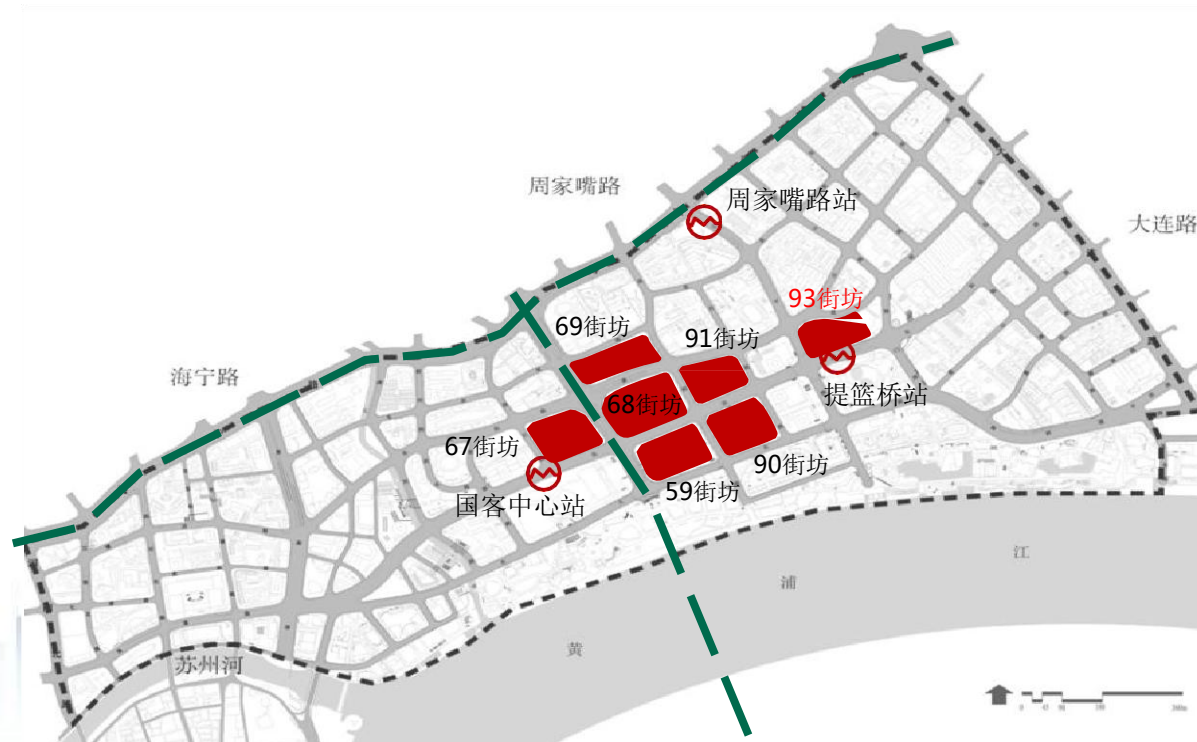 周家嘴路
周家嘴路站
大连路
93街坊
69街坊
91街坊
海宁路
提篮桥站
68街坊
67街坊
90街坊
59街坊
国客中心站
江
浦
黄
苏州河